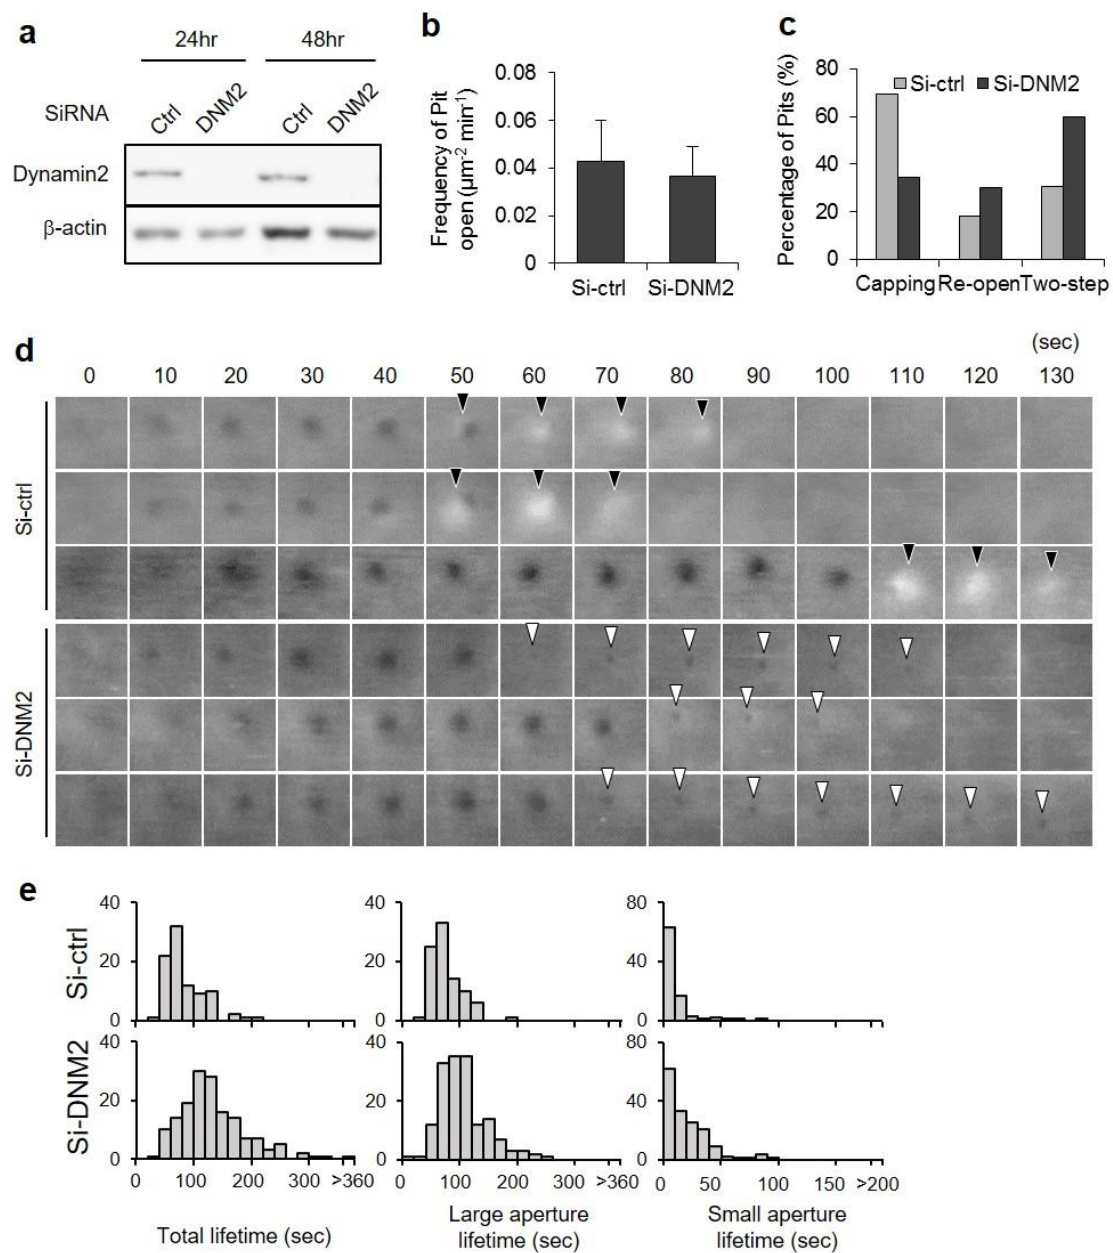 a
24hr 48hr
SiRNA Ctrl DNM2 Ctrl DNM2
Dynamin2
β-actin
b
Frequency of Pit
open (µm⁻² min⁻¹)
0.08
0.06
0.04
0.02
0
Si-ctrl Si-DNM2
c
Percentage of Pits (%)
80
60
40
20
0
Si-ctrl Si-DNM2
Capping Re-open Two-step
d
(sec)
0 10 20 30 40 50 60 70 80 90 100 110 120 130
Si-ctrl
Si-DNM2
e
Si-ctrl
40 40 80
20 20 40
0 0 0
Si-DNM2
40 40 80
20 20 40
0 0 0
0 100 200 300 >360 0 100 200 300 >360 0 50 100 150 >200
Total lifetime (sec)
Large aperture
lifetime (sec)
Small aperture
lifetime (sec)